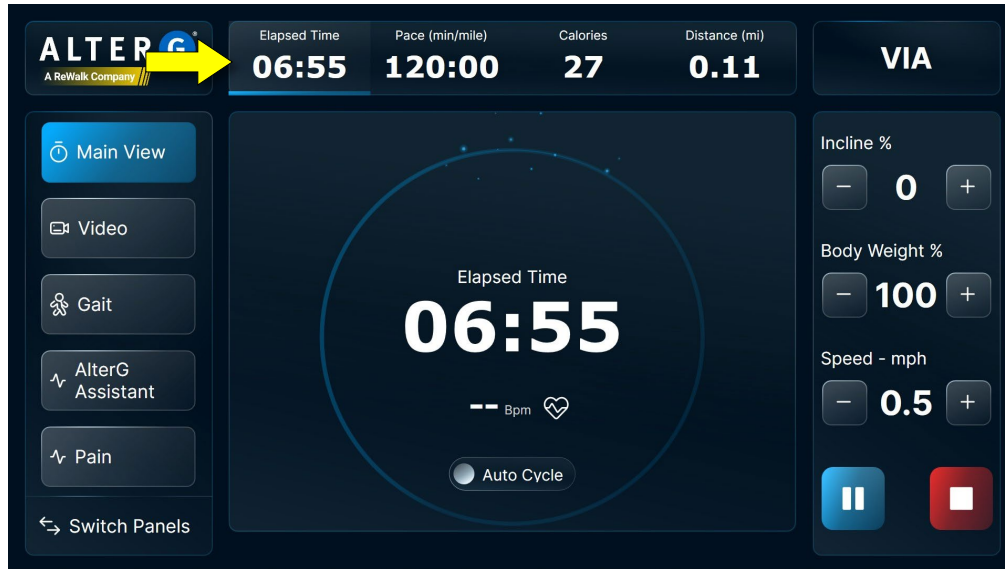 ALTER G®
A ReWalk Company
Elapsed Time
06:55
Pace (min/mile)
120:00
Calories
27
Distance (mi)
0.11
VIA
Main View
Video
Gait
AlterG
Assistant
Pain
Switch Panels
Elapsed Time
06:55
-- Bpm
Auto Cycle
Incline %
− 0 +
Body Weight %
− 100 +
Speed - mph
− 0.5 +